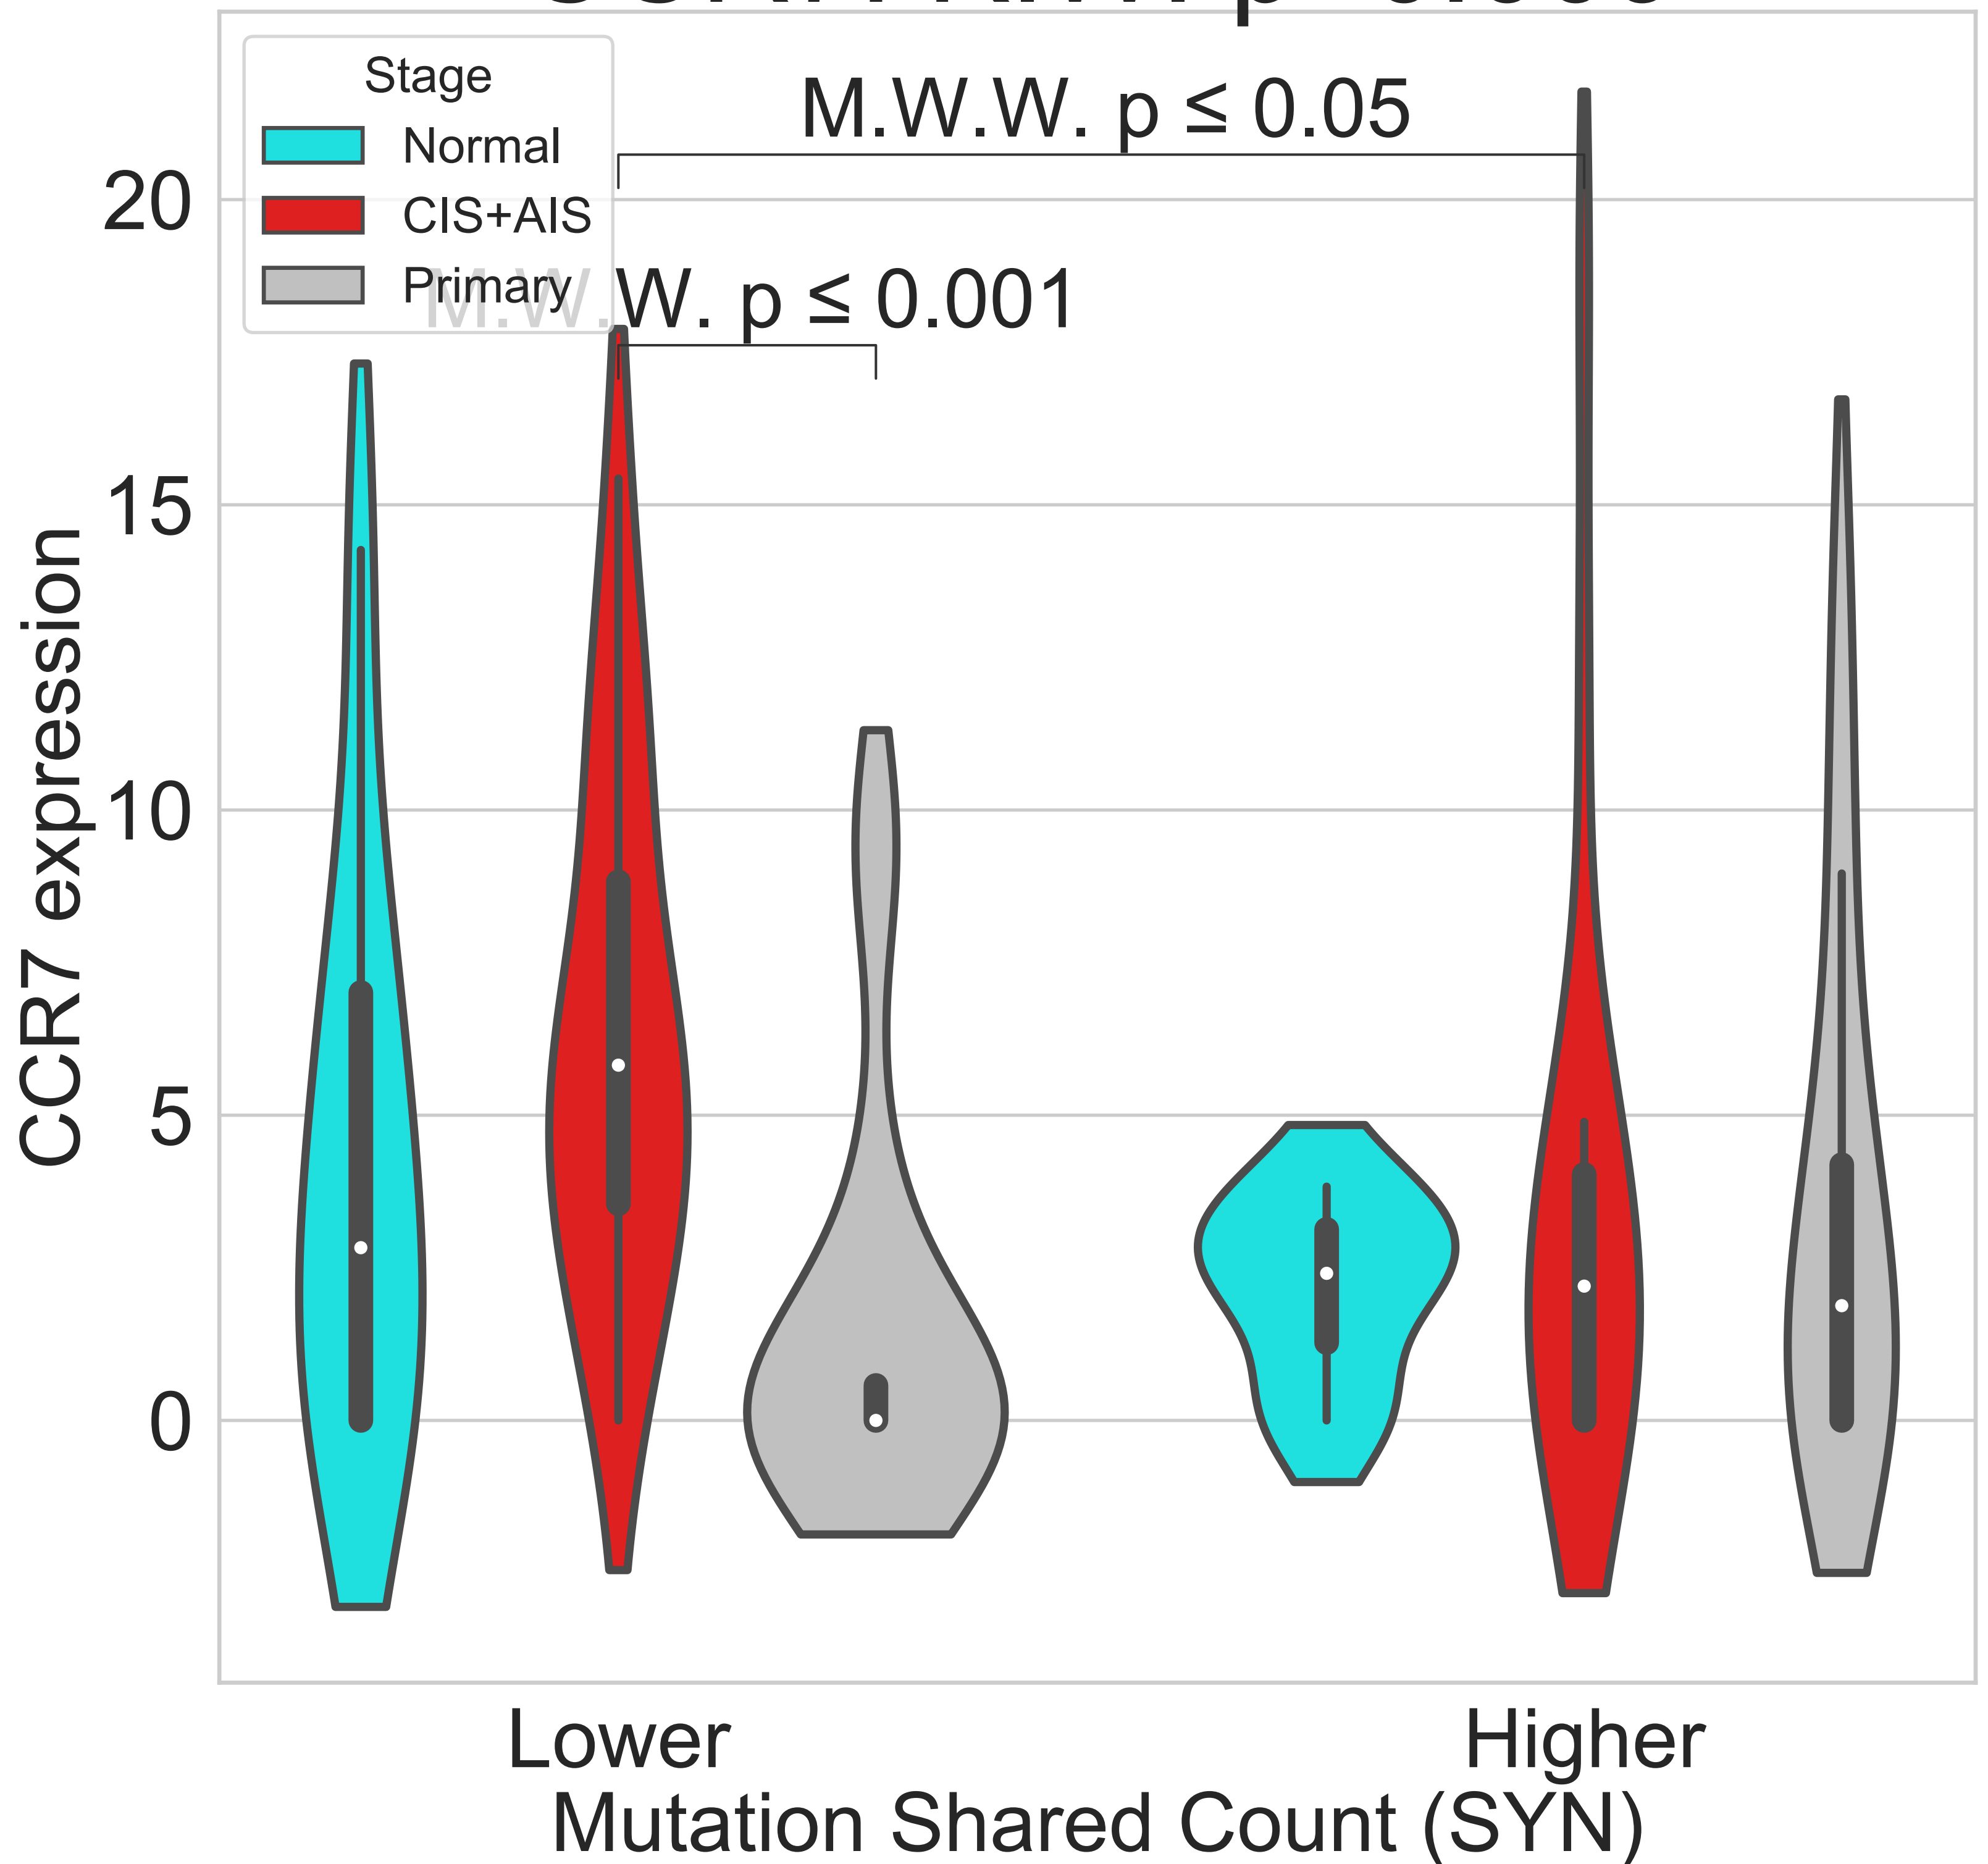 Stage
Normal
CIS+AIS
Primary
M.W.W. p ≤ 0.05
M.W.W. p ≤ 0.001
20
15
10
5
0
CCR7 expression
Lower
Higher
Mutation Shared Count (SYN)